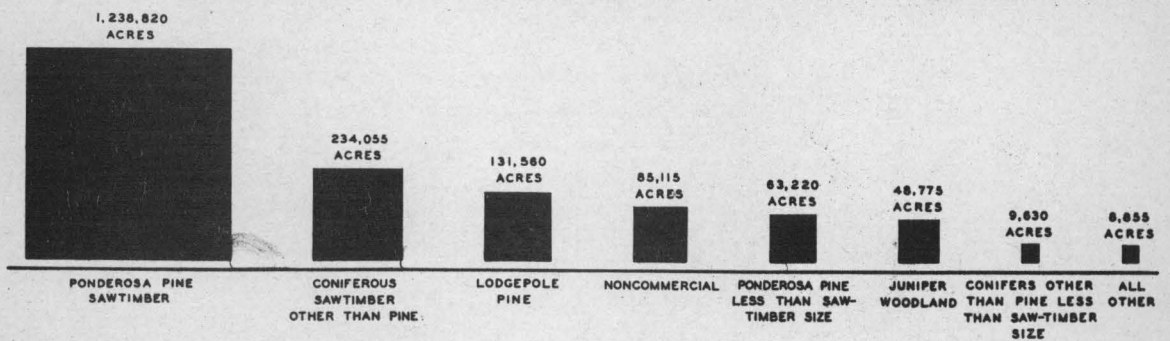 1,238,820
ACRES
234,055
ACRES
131,560
ACRES
85,115
ACRES
63,220
ACRES
48,775
ACRES
9,630
ACRES
8,855
ACRES
PONDEROSA PINE
SAWTIMBER
CONIFEROUS
SAWTIMBER
OTHER THAN PINE
LODGEPOLE
PINE
NONCOMMERCIAL
PONDEROSA PINE
LESS THAN SAW-
TIMBER SIZE
JUNIPER
WOODLAND
CONIFERS OTHER
THAN PINE LESS
THAN SAW-TIMBER
SIZE
ALL
OTHER